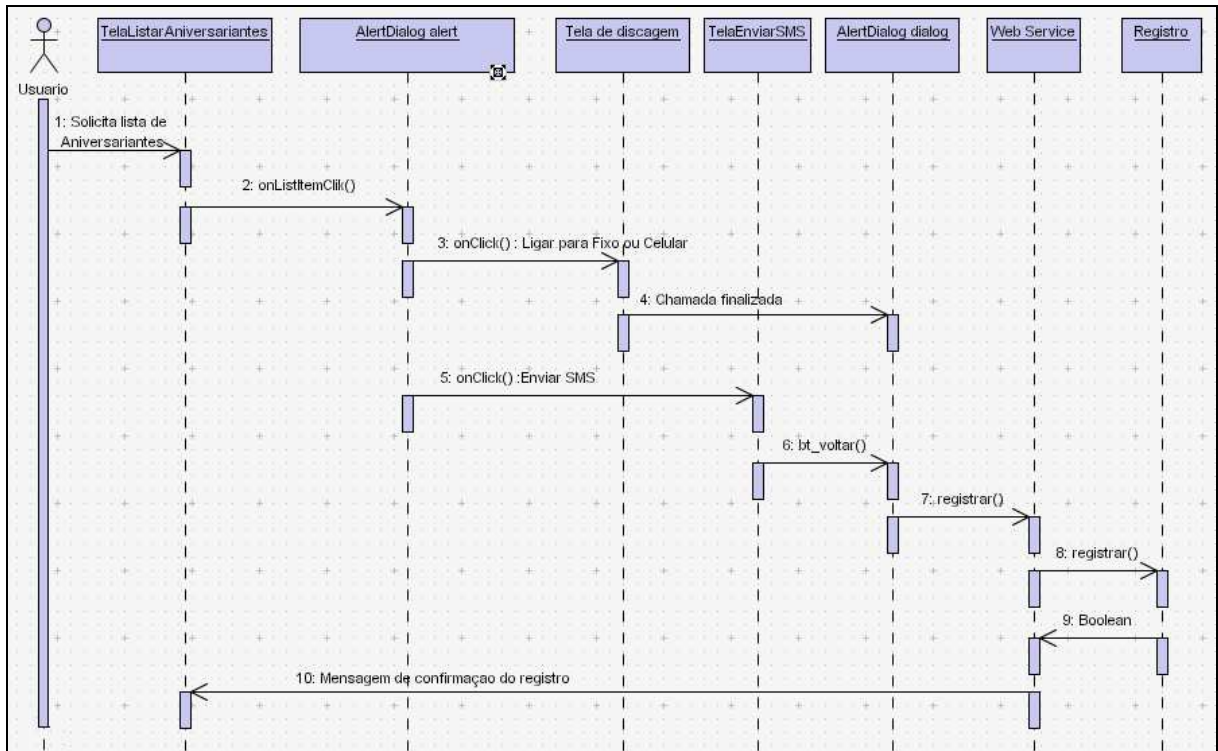 TelaListarAniversariantes
AlertDialog alert
Tela de discagem
TelaEnviarSMS
AlertDialog dialog
Web Service
Registro
Usuario
1: Solicita lista de
Aniversariantes
2: onListItemClik()
3: onClick() : Ligar para Fixo ou Celular
4: Chamada finalizada
5: onClick() :Enviar SMS
6: bt_voltar()
7: registrar()
8: registrar()
9: Boolean
10: Mensagem de confirmaçao do registro